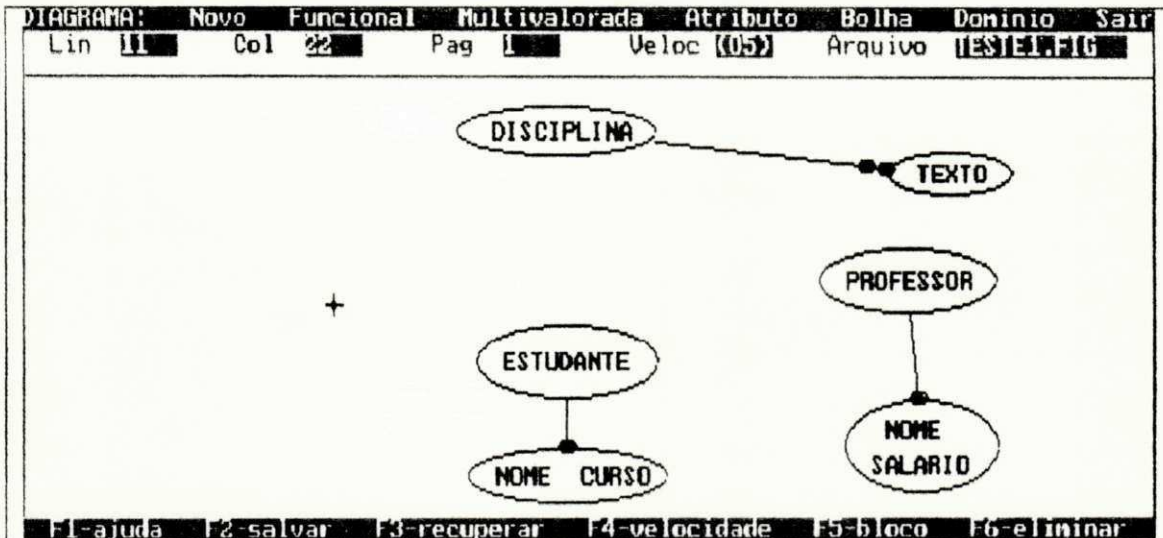 DIAGRAMA: Novo Funcional Multivalorada Atributo Bolha Dominio Sair
Lin 11 Col 22 Pag 1 Veloc (05) Arquivo TESTE1.FIG
DISCIPLINA
TEXTO
PROFESSOR
ESTUDANTE
NOME
SALARIO
NOME CURSO
F1-ajuda F2-salvar F3-recuperar F4-velocidade F5-bloco F6-eliminar